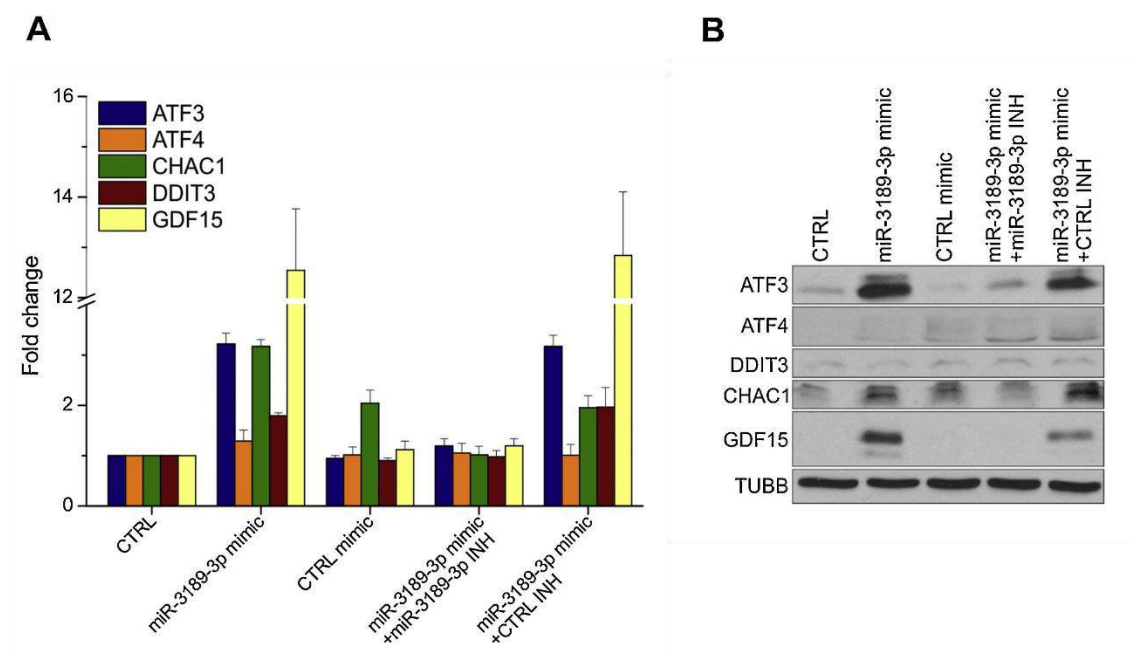 A
B
16
14
12
2
0
Fold change
ATF3
ATF4
CHAC1
DDIT3
GDF15
CTRL
miR-3189-3p mimic
CTRL mimic
miR-3189-3p mimic
+miR-3189-3p INH
miR-3189-3p mimic
+CTRL INH
CTRL
miR-3189-3p mimic
CTRL mimic
miR-3189-3p mimic
+miR-3189-3p INH
miR-3189-3p mimic
+CTRL INH
ATF3
ATF4
DDIT3
CHAC1
GDF15
TUBB